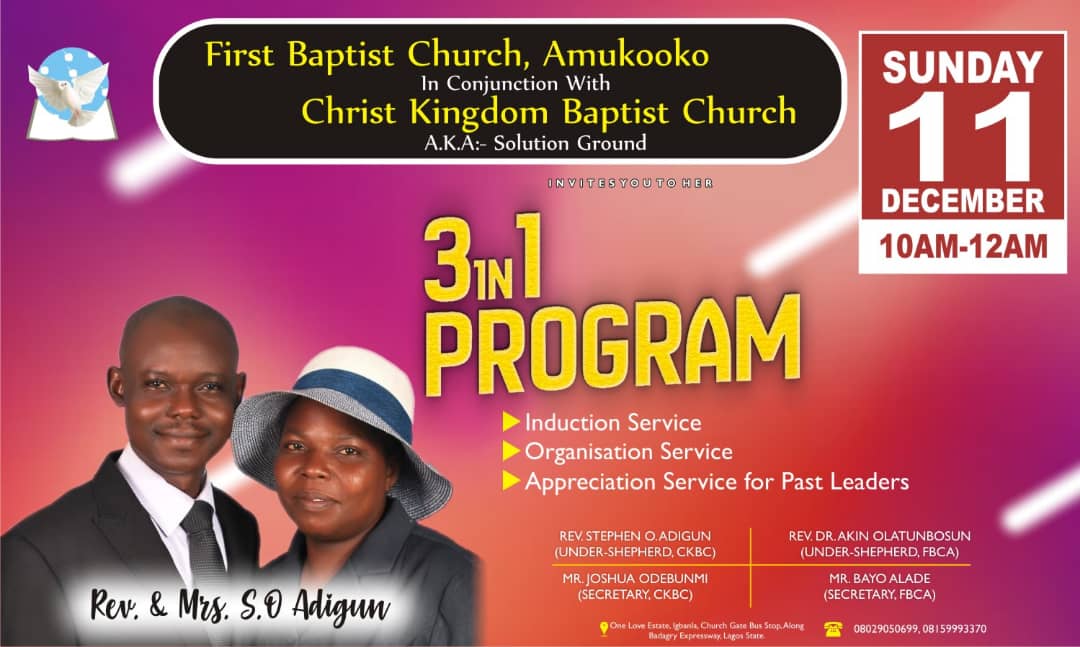 First Baptist Church, Amukooko
In Conjunction With
Christ Kingdom Baptist Church
A.K.A:- Solution Ground
INVITES YOU TO HER
SUNDAY
11
DECEMBER
10AM-12AM
3 IN 1
PROGRAM
Induction Service
Organisation Service
Appreciation Service for Past Leaders
REV. STEPHEN O. ADIGUN
(UNDER-SHEPHERD, CKBC)
REV. DR. AKIN OLATUNBOSUN
(UNDER-SHEPHERD, FBCA)
MR. JOSHUA ODEBUNMI
(SECRETARY, CKBC)
MR. BAYO ALADE
(SECRETARY, FBCA)
Rev. & Mrs. S.O Adigun
One Love Estate, Igbanla, Church Gate Bus Stop, Along
Badagry Expressway, Lagos State.
08029050699, 08159993370